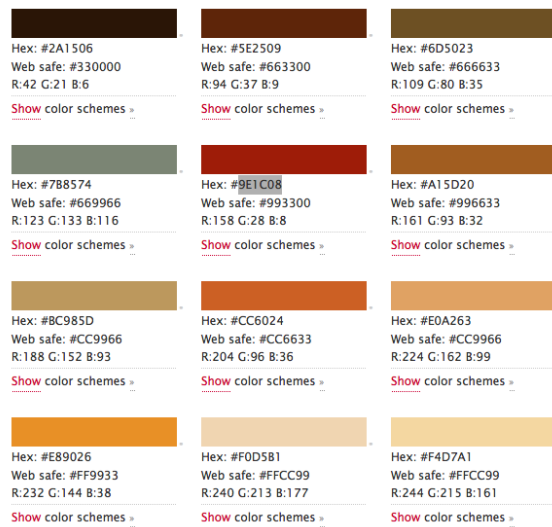 Hex: #2A1506
Web safe: #330000
R:42 G:21 B:6
Show color schemes »
Hex: #5E2509
Web safe: #663300
R:94 G:37 B:9
Show color schemes »
Hex: #6D5023
Web safe: #666633
R:109 G:80 B:35
Show color schemes »
Hex: #7B8574
Web safe: #669966
R:123 G:133 B:116
Show color schemes »
Hex: #9E1C08
Web safe: #993300
R:158 G:28 B:8
Show color schemes »
Hex: #A15D20
Web safe: #996633
R:161 G:93 B:32
Show color schemes »
Hex: #BC985D
Web safe: #CC9966
R:188 G:152 B:93
Show color schemes »
Hex: #CC6024
Web safe: #CC6633
R:204 G:96 B:36
Show color schemes »
Hex: #E0A263
Web safe: #CC9966
R:224 G:162 B:99
Show color schemes »
Hex: #E89026
Web safe: #FF9933
R:232 G:144 B:38
Show color schemes »
Hex: #F0D5B1
Web safe: #FFCC99
R:240 G:213 B:177
Show color schemes »
Hex: #F4D7A1
Web safe: #FFCC99
R:244 G:215 B:161
Show color schemes »